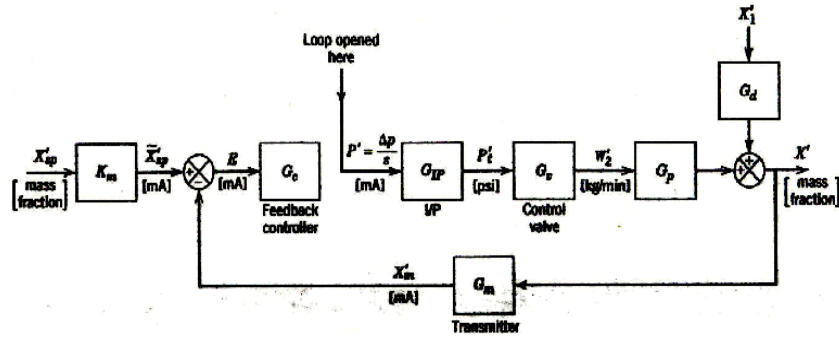 X'₁
Loop opened
here
G_d
X'_sp
[mass
fraction]
K_m
X̃'_sp
[mA]
+
−
E
[mA]
G_c
Feedback
controller
P' = Δp/s
[mA]
G_IP
I/P
P'_t
[psi]
G_v
Control
valve
W'₂
[kg/min]
G_p
+
+
X'
[mass
fraction]
X'_m
[mA]
G_m
Transmitter